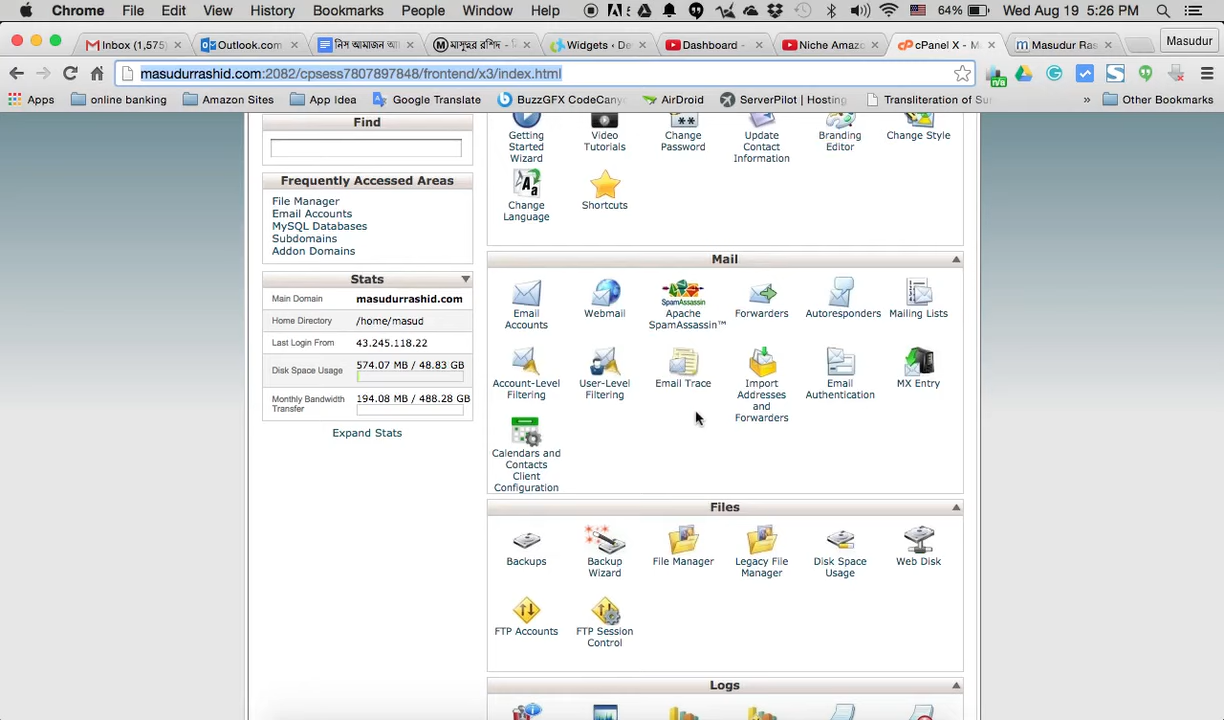 Chrome File Edit View History Bookmarks People Window Help 64% Wed Aug 19 5:26 PM
Inbox (1,575) Outlook.com নিস আমাজন মাসুদুর রশিদ - Widgets ‹ De Dashboard - Niche Amaz cPanel X - M Masudur Ras Masudur
masudurrashid.com:2082/cpsess7807897848/frontend/x3/index.html
Apps online banking Amazon Sites App Idea Google Translate BuzzGFX CodeCany AirDroid ServerPilot | Hosting Transliteration of Su » Other Bookmarks
Find
Frequently Accessed Areas
File Manager
Email Accounts
MySQL Databases
Subdomains
Addon Domains
Stats
Main Domain masudurrashid.com
Home Directory /home/masud
Last Login From 43.245.118.22
Disk Space Usage 574.07 MB / 48.83 GB
Monthly Bandwidth Transfer 194.08 MB / 488.28 GB
Expand Stats
Getting Started Wizard
Video Tutorials
Change Password
Update Contact Information
Branding Editor
Change Style
Change Language
Shortcuts
Mail
Email Accounts
Webmail
SpamAssassin
Apache SpamAssassin™
Forwarders
Autoresponders
Mailing Lists
Account-Level Filtering
User-Level Filtering
Email Trace
Import Addresses and Forwarders
Email Authentication
MX Entry
Calendars and Contacts Client Configuration
Files
Backups
Backup Wizard
File Manager
Legacy File Manager
Disk Space Usage
Web Disk
FTP Accounts
FTP Session Control
Logs